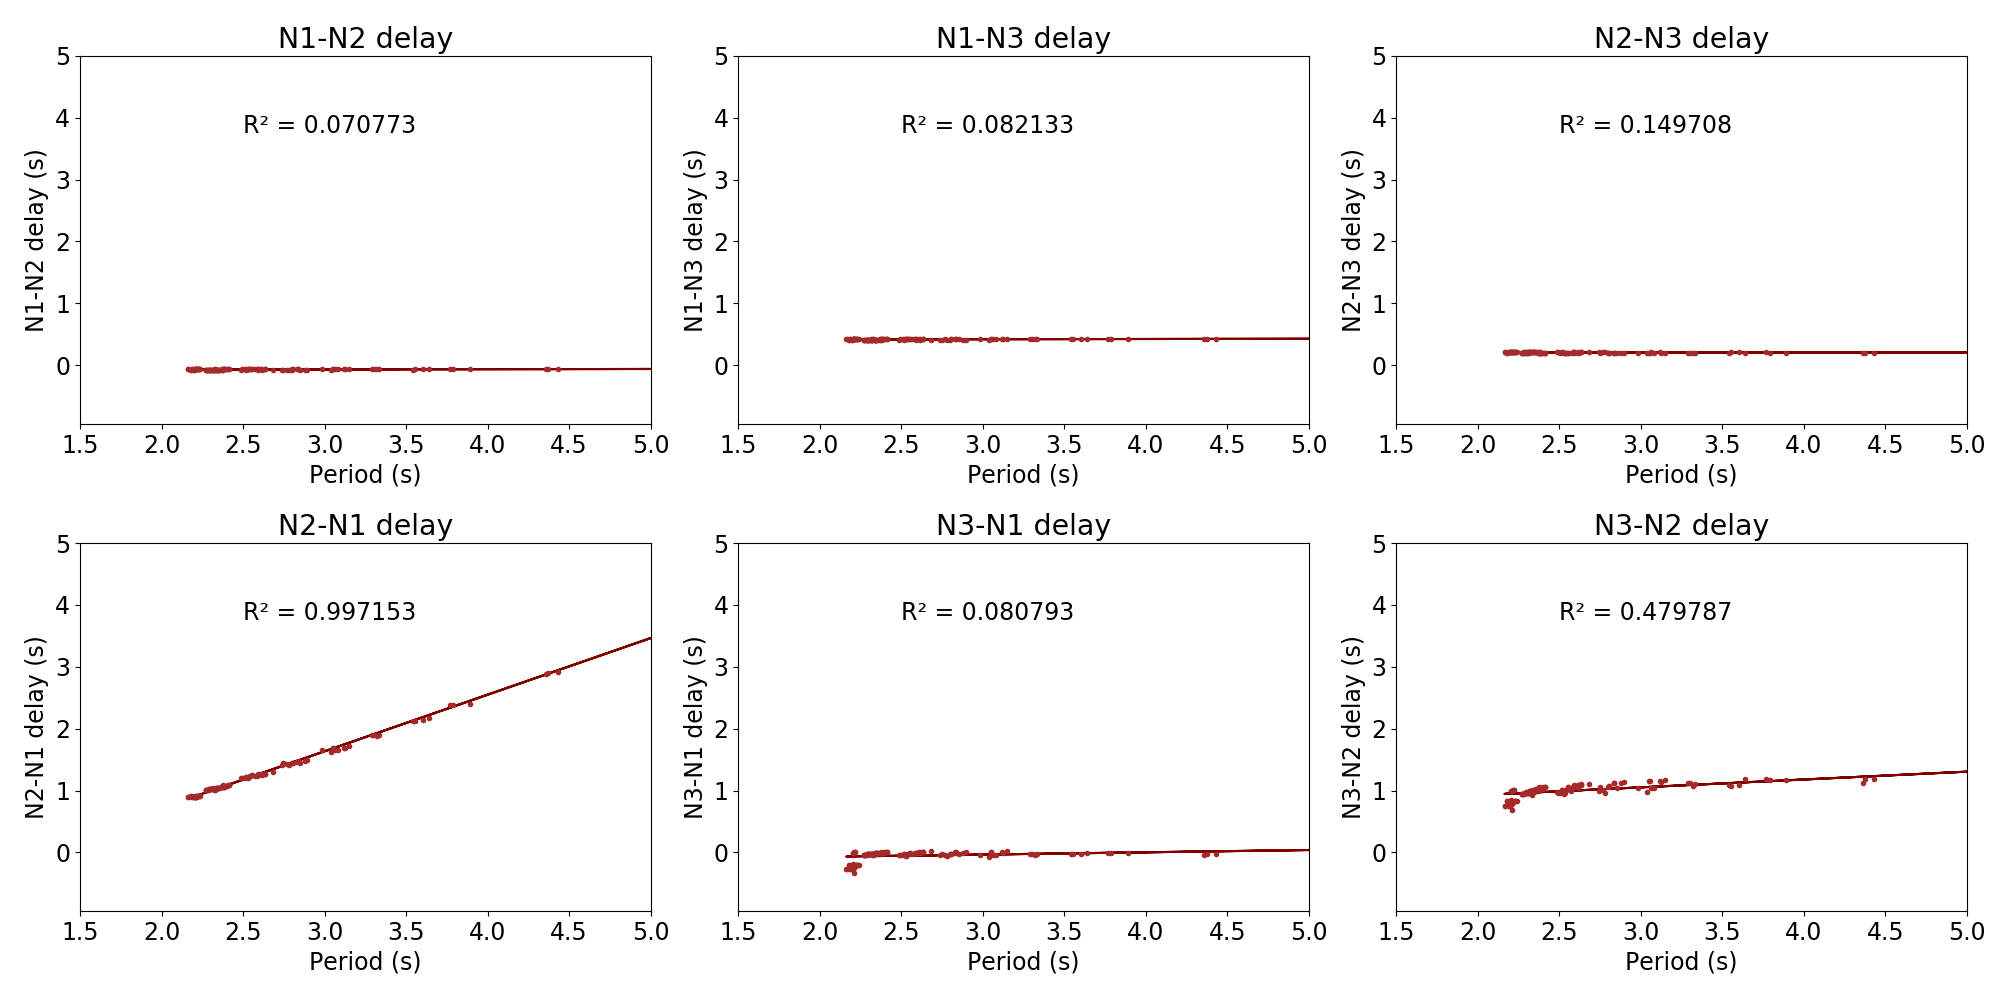 N1-N2 delay
R² = 0.070773
N1-N2 delay (s)
5
4
3
2
1
0
1.5 2.0 2.5 3.0 3.5 4.0 4.5 5.0
Period (s)
N1-N3 delay
R² = 0.082133
N1-N3 delay (s)
5
4
3
2
1
0
1.5 2.0 2.5 3.0 3.5 4.0 4.5 5.0
Period (s)
N2-N3 delay
R² = 0.149708
N2-N3 delay (s)
5
4
3
2
1
0
1.5 2.0 2.5 3.0 3.5 4.0 4.5 5.0
Period (s)
N2-N1 delay
R² = 0.997153
N2-N1 delay (s)
5
4
3
2
1
0
1.5 2.0 2.5 3.0 3.5 4.0 4.5 5.0
Period (s)
N3-N1 delay
R² = 0.080793
N3-N1 delay (s)
5
4
3
2
1
0
1.5 2.0 2.5 3.0 3.5 4.0 4.5 5.0
Period (s)
N3-N2 delay
R² = 0.479787
N3-N2 delay (s)
5
4
3
2
1
0
1.5 2.0 2.5 3.0 3.5 4.0 4.5 5.0
Period (s)